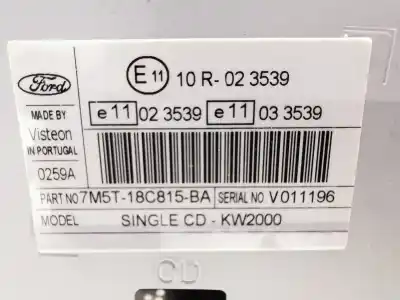 Ford
E 11 10 R- 02 3539
MADE BY
Visteon
IN PORTUGAL
e 11 02 3539 e 11 03 3539
0259A
PART NO 7M5T-18C815-BA SERIAL NO V011196
MODEL SINGLE CD - KW2000
CD